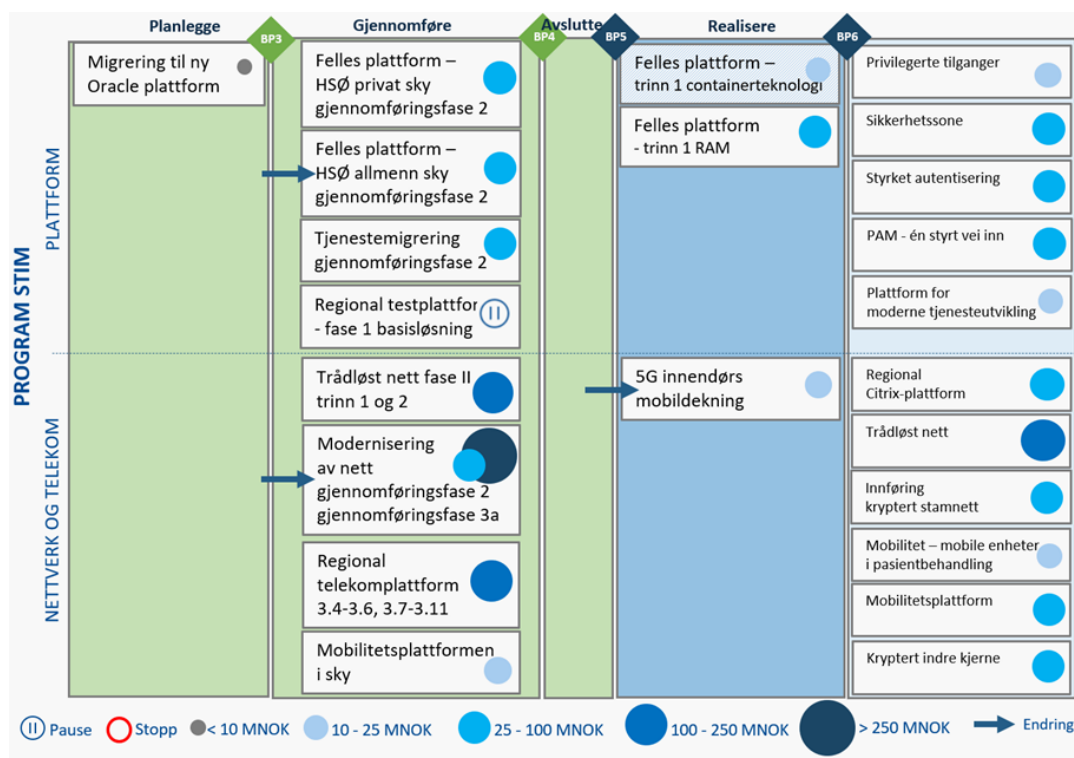 Planlegge
Gjennomføre
Avslutte
Realisere
BP3
BP4
BP5
BP6
PROGRAM STIM
PLATTFORM
Migrering til ny
Oracle plattform
Felles plattform –
HSØ privat sky
gjennomføringsfase 2
Felles plattform –
HSØ allmenn sky
gjennomføringsfase 2
Tjenestemigrering
gjennomføringsfase 2
Regional testplattfor
- fase 1 basisløsning
Felles plattform –
trinn 1 containerteknologi
Felles plattform
- trinn 1 RAM
Privilegerte tilganger
Sikkerhetssone
Styrket autentisering
PAM - én styrt vei inn
Plattform for
moderne tjenesteutvikling
NETTVERK OG TELEKOM
Trådløst nett fase II
trinn 1 og 2
Modernisering
av nett
gjennomføringsfase 2
gjennomføringsfase 3a
Regional
telekomplattform
3.4-3.6, 3.7-3.11
Mobilitetsplattformen
i sky
5G innendørs
mobildekning
Regional
Citrix-plattform
Trådløst nett
Innføring
kryptert stamnett
Mobilitet – mobile enheter
i pasientbehandling
Mobilitetsplattform
Kryptert indre kjerne
Pause
Stopp
< 10 MNOK
10 - 25 MNOK
25 - 100 MNOK
100 - 250 MNOK
> 250 MNOK
Endring